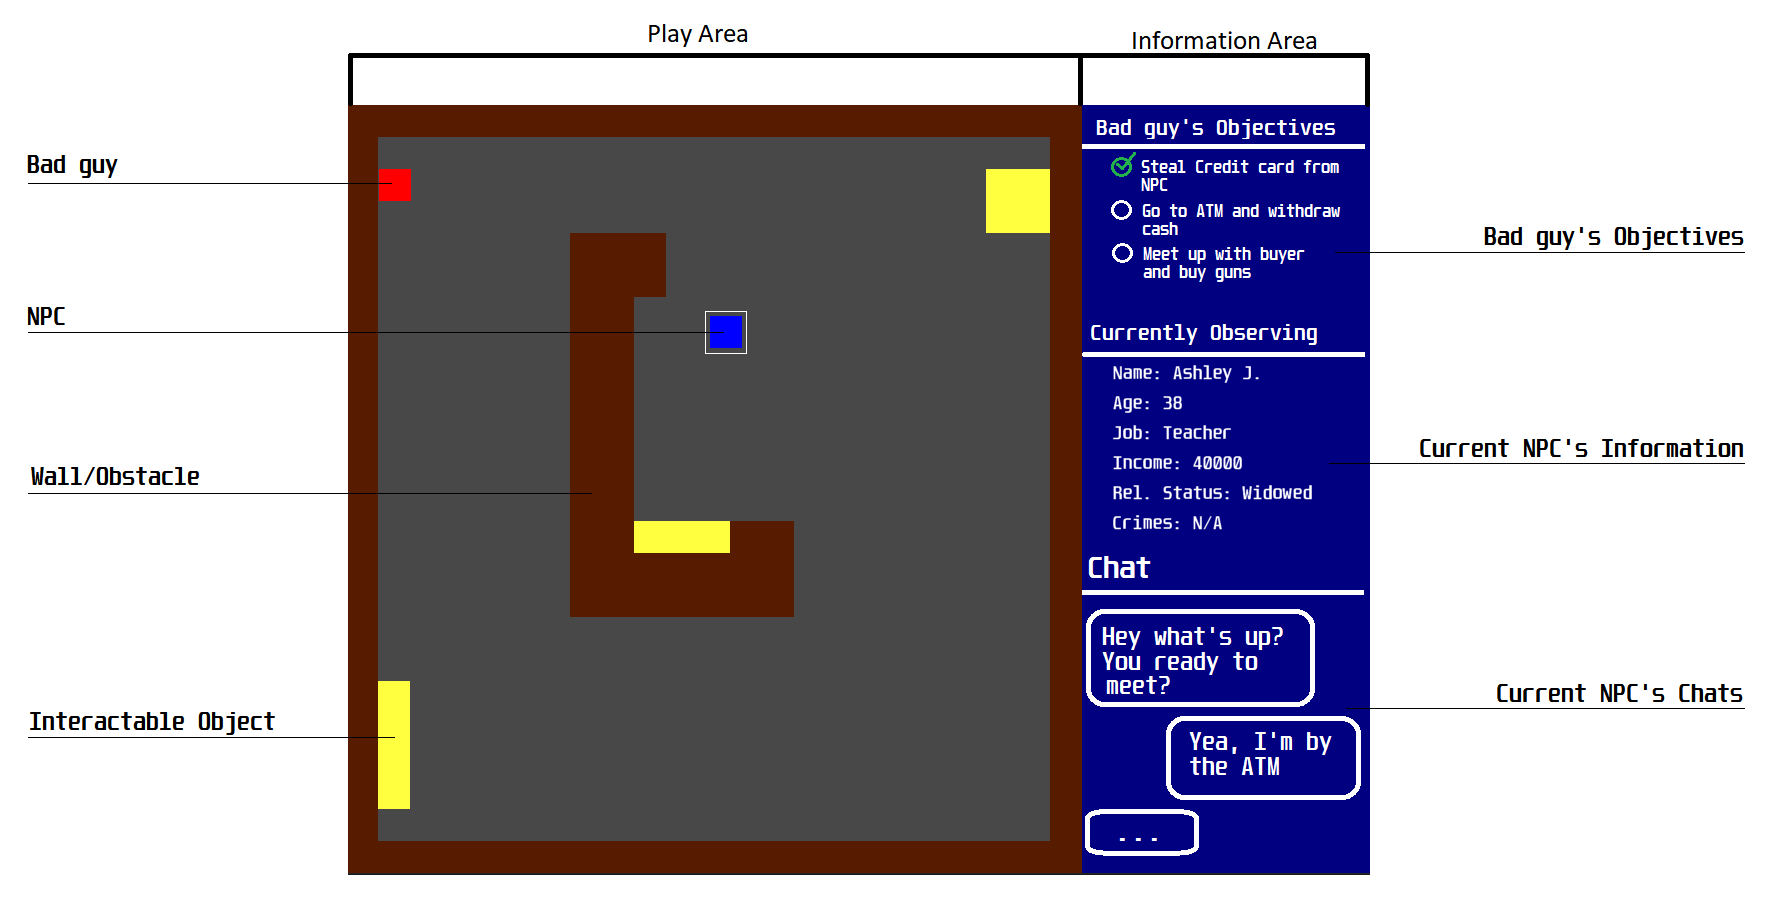 Play Area
Information Area
Bad guy
NPC
Wall/Obstacle
Interactable Object
Bad guy's Objectives
Steal Credit card from
NPC
Go to ATM and withdraw
cash
Meet up with buyer
and buy guns
Currently Observing
Name: Ashley J.
Age: 38
Job: Teacher
Income: 40000
Rel. Status: Widowed
Crimes: N/A
Chat
Hey what's up?
You ready to
meet?
Yea, I'm by
the ATM
...
Bad guy's Objectives
Current NPC's Information
Current NPC's Chats